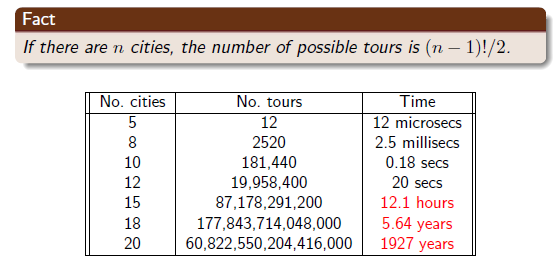 Fact
If there are n cities, the number of possible tours is (n − 1)!/2.
No. cities No. tours Time
5 12 12 microsecs
8 2520 2.5 millisecs
10 181,440 0.18 secs
12 19,958,400 20 secs
15 87,178,291,200 12.1 hours
18 177,843,714,048,000 5.64 years
20 60,822,550,204,416,000 1927 years